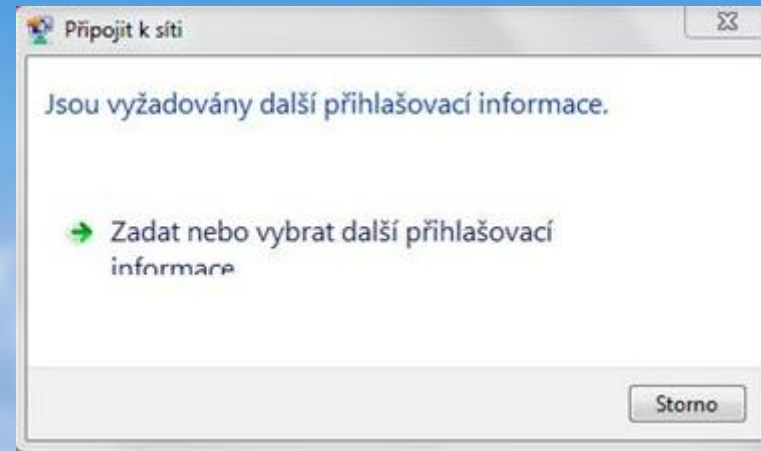 Připojit k síti
Jsou vyžadovány další přihlašovací informace.
Zadat nebo vybrat další přihlašovací
informace
Storno